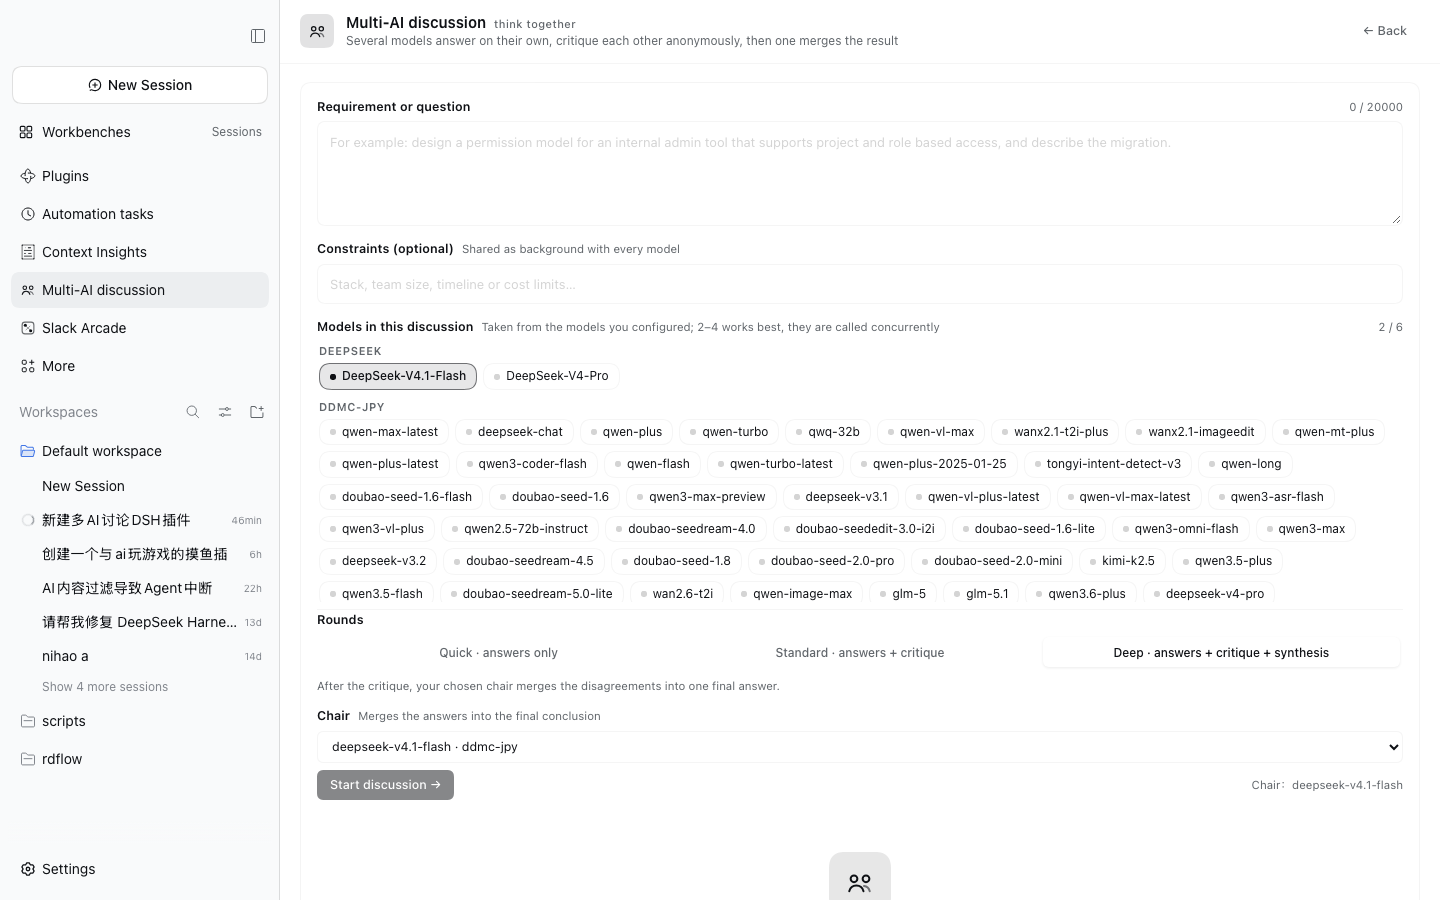 New Session
Workbenches Sessions
Plugins
Automation tasks
Context Insights
Multi-AI discussion
Slack Arcade
More
Workspaces
Default workspace
New Session
新建多AI讨论DSH插件 46min
创建一个与ai玩游戏的摸鱼插 6h
AI内容过滤导致Agent中断 22h
请帮我修复 DeepSeek Harne... 13d
nihao a 14d
Show 4 more sessions
scripts
rdflow
Settings
Multi-AI discussion think together
Several models answer on their own, critique each other anonymously, then one merges the result
← Back
Requirement or question 0 / 20000
For example: design a permission model for an internal admin tool that supports project and role based access, and describe the migration.
Constraints (optional) Shared as background with every model
Stack, team size, timeline or cost limits...
Models in this discussion Taken from the models you configured; 2–4 works best, they are called concurrently 2 / 6
DEEPSEEK
DeepSeek-V4.1-Flash DeepSeek-V4-Pro
DDMC-JPY
qwen-max-latest deepseek-chat qwen-plus qwen-turbo qwq-32b qwen-vl-max wanx2.1-t2i-plus wanx2.1-imageedit qwen-mt-plus
qwen-plus-latest qwen3-coder-flash qwen-flash qwen-turbo-latest qwen-plus-2025-01-25 tongyi-intent-detect-v3 qwen-long
doubao-seed-1.6-flash doubao-seed-1.6 qwen3-max-preview deepseek-v3.1 qwen-vl-plus-latest qwen-vl-max-latest qwen3-asr-flash
qwen3-vl-plus qwen2.5-72b-instruct doubao-seedream-4.0 doubao-seededit-3.0-i2i doubao-seed-1.6-lite qwen3-omni-flash qwen3-max
deepseek-v3.2 doubao-seedream-4.5 doubao-seed-1.8 doubao-seed-2.0-pro doubao-seed-2.0-mini kimi-k2.5 qwen3.5-plus
qwen3.5-flash doubao-seedream-5.0-lite wan2.6-t2i qwen-image-max glm-5 glm-5.1 qwen3.6-plus deepseek-v4-pro
Rounds
Quick · answers only Standard · answers + critique Deep · answers + critique + synthesis
After the critique, your chosen chair merges the disagreements into one final answer.
Chair Merges the answers into the final conclusion
deepseek-v4.1-flash · ddmc-jpy
Start discussion → Chair：deepseek-v4.1-flash